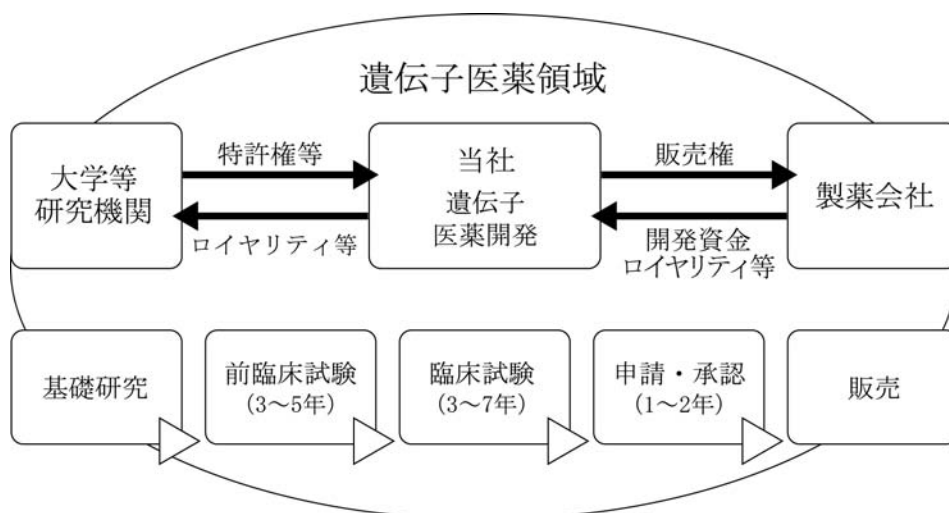 遺伝子医薬領域
大学等
研究機関
特許権等
ロイヤリティ等
当社
遺伝子
医薬開発
販売権
開発資金
ロイヤリティ等
製薬会社
基礎研究
前臨床試験
(3～5年)
臨床試験
(3～7年)
申請・承認
(1～2年)
販売